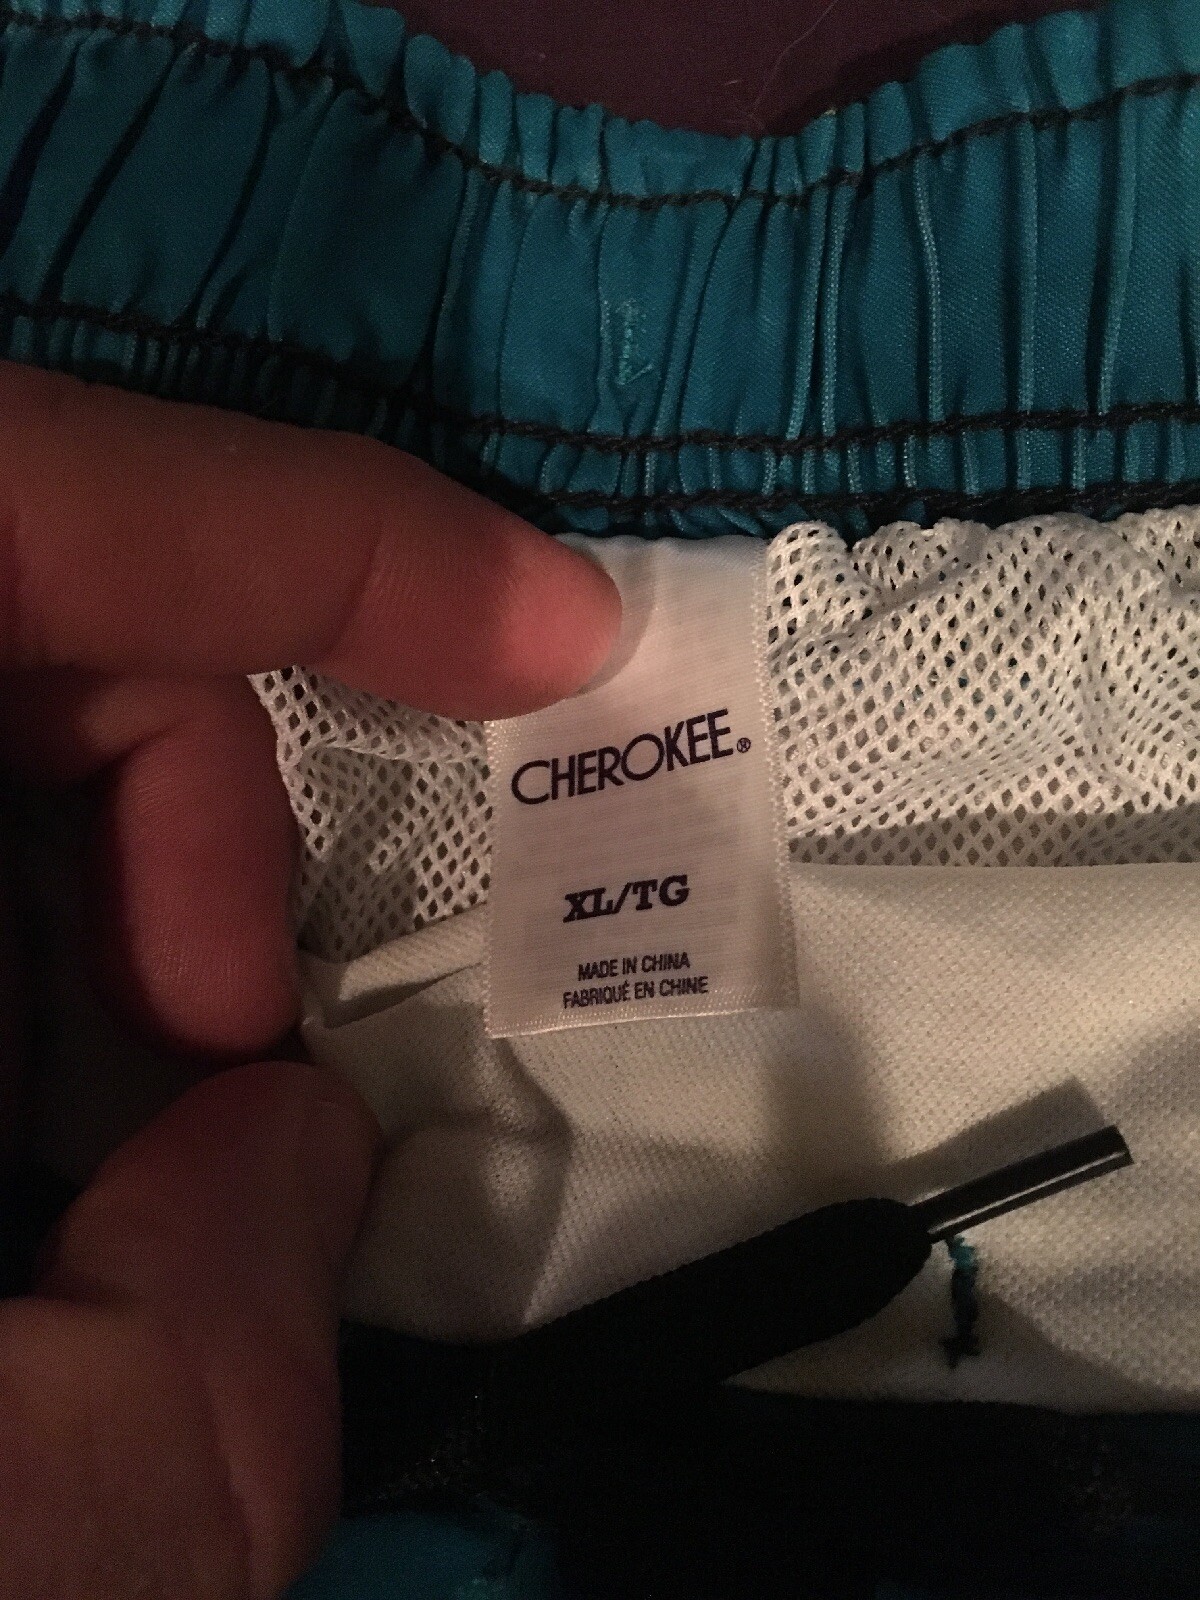 CHEROKEE®
XL/TG
MADE IN CHINA
FABRIQUÉ EN CHINE